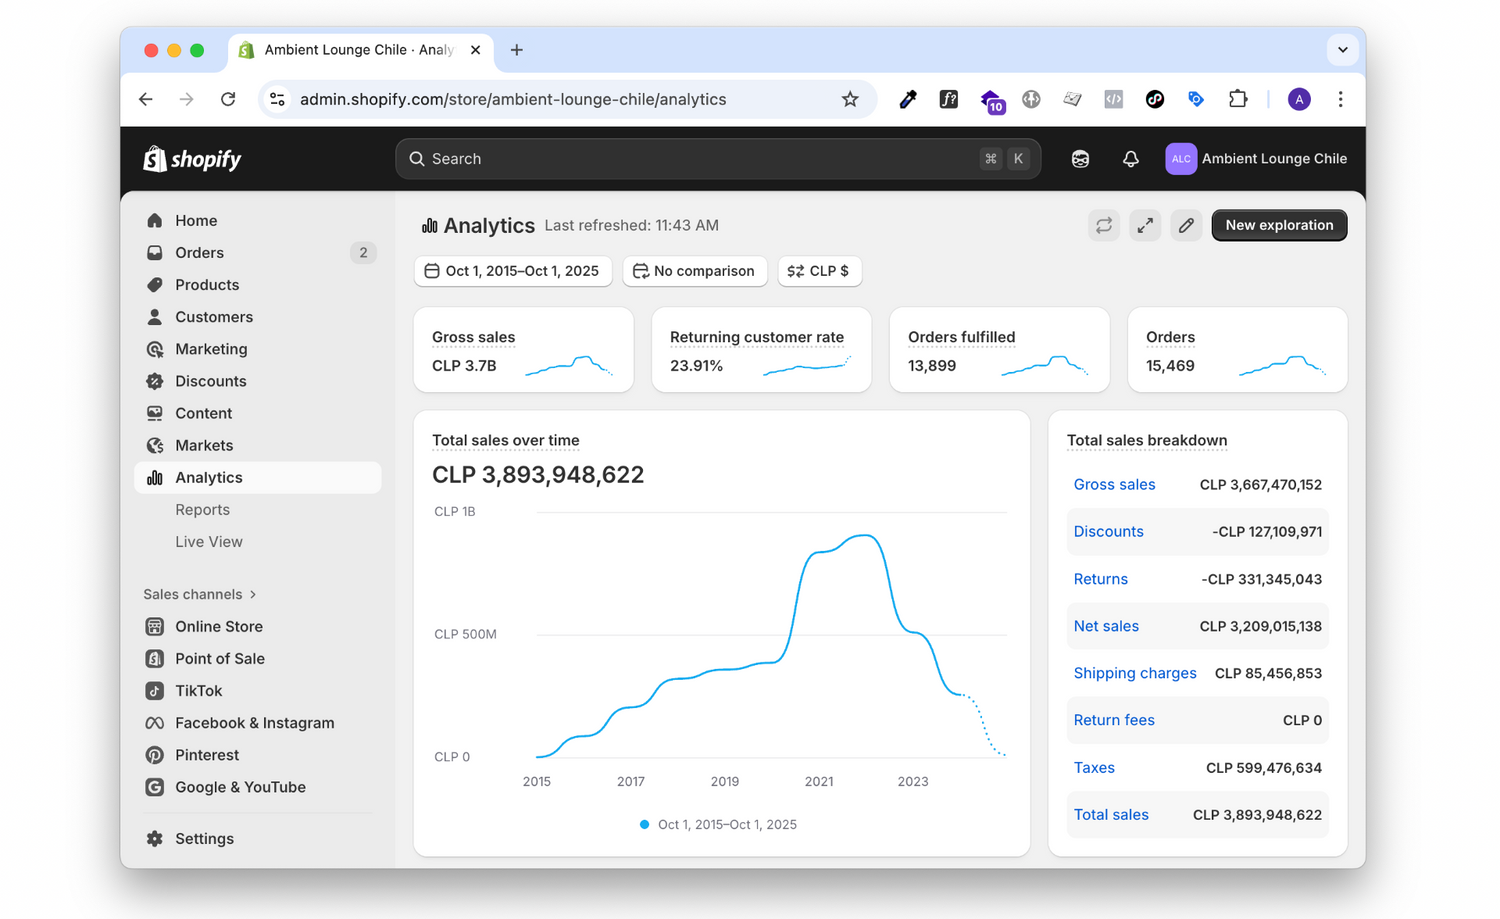 Ambient Lounge Chile · Analy
admin.shopify.com/store/ambient-lounge-chile/analytics
f?
10
A
shopify
Search
⌘ K
ALC
Ambient Lounge Chile
Home
Orders 2
Products
Customers
Marketing
Discounts
Content
Markets
Analytics
Reports
Live View
Sales channels
Online Store
Point of Sale
TikTok
Facebook & Instagram
Pinterest
Google & YouTube
Settings
Analytics Last refreshed: 11:43 AM
New exploration
Oct 1, 2015–Oct 1, 2025
No comparison
CLP $
Gross sales
CLP 3.7B
Returning customer rate
23.91%
Orders fulfilled
13,899
Orders
15,469
Total sales over time
CLP 3,893,948,622
CLP 1B
CLP 500M
CLP 0
2015 2017 2019 2021 2023
Oct 1, 2015–Oct 1, 2025
Total sales breakdown
Gross sales CLP 3,667,470,152
Discounts -CLP 127,109,971
Returns -CLP 331,345,043
Net sales CLP 3,209,015,138
Shipping charges CLP 85,456,853
Return fees CLP 0
Taxes CLP 599,476,634
Total sales CLP 3,893,948,622